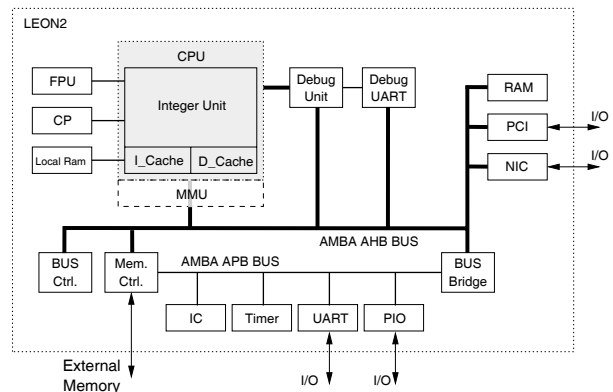 LEON2
CPU
FPU
Integer Unit
Debug
Unit
Debug
UART
RAM
CP
PCI
I/O
Local Ram
I_Cache
D_Cache
NIC
I/O
MMU
AMBA AHB BUS
BUS
Ctrl.
Mem.
Ctrl.
AMBA APB BUS
BUS
Bridge
IC
Timer
UART
PIO
External
Memory
I/O
I/O